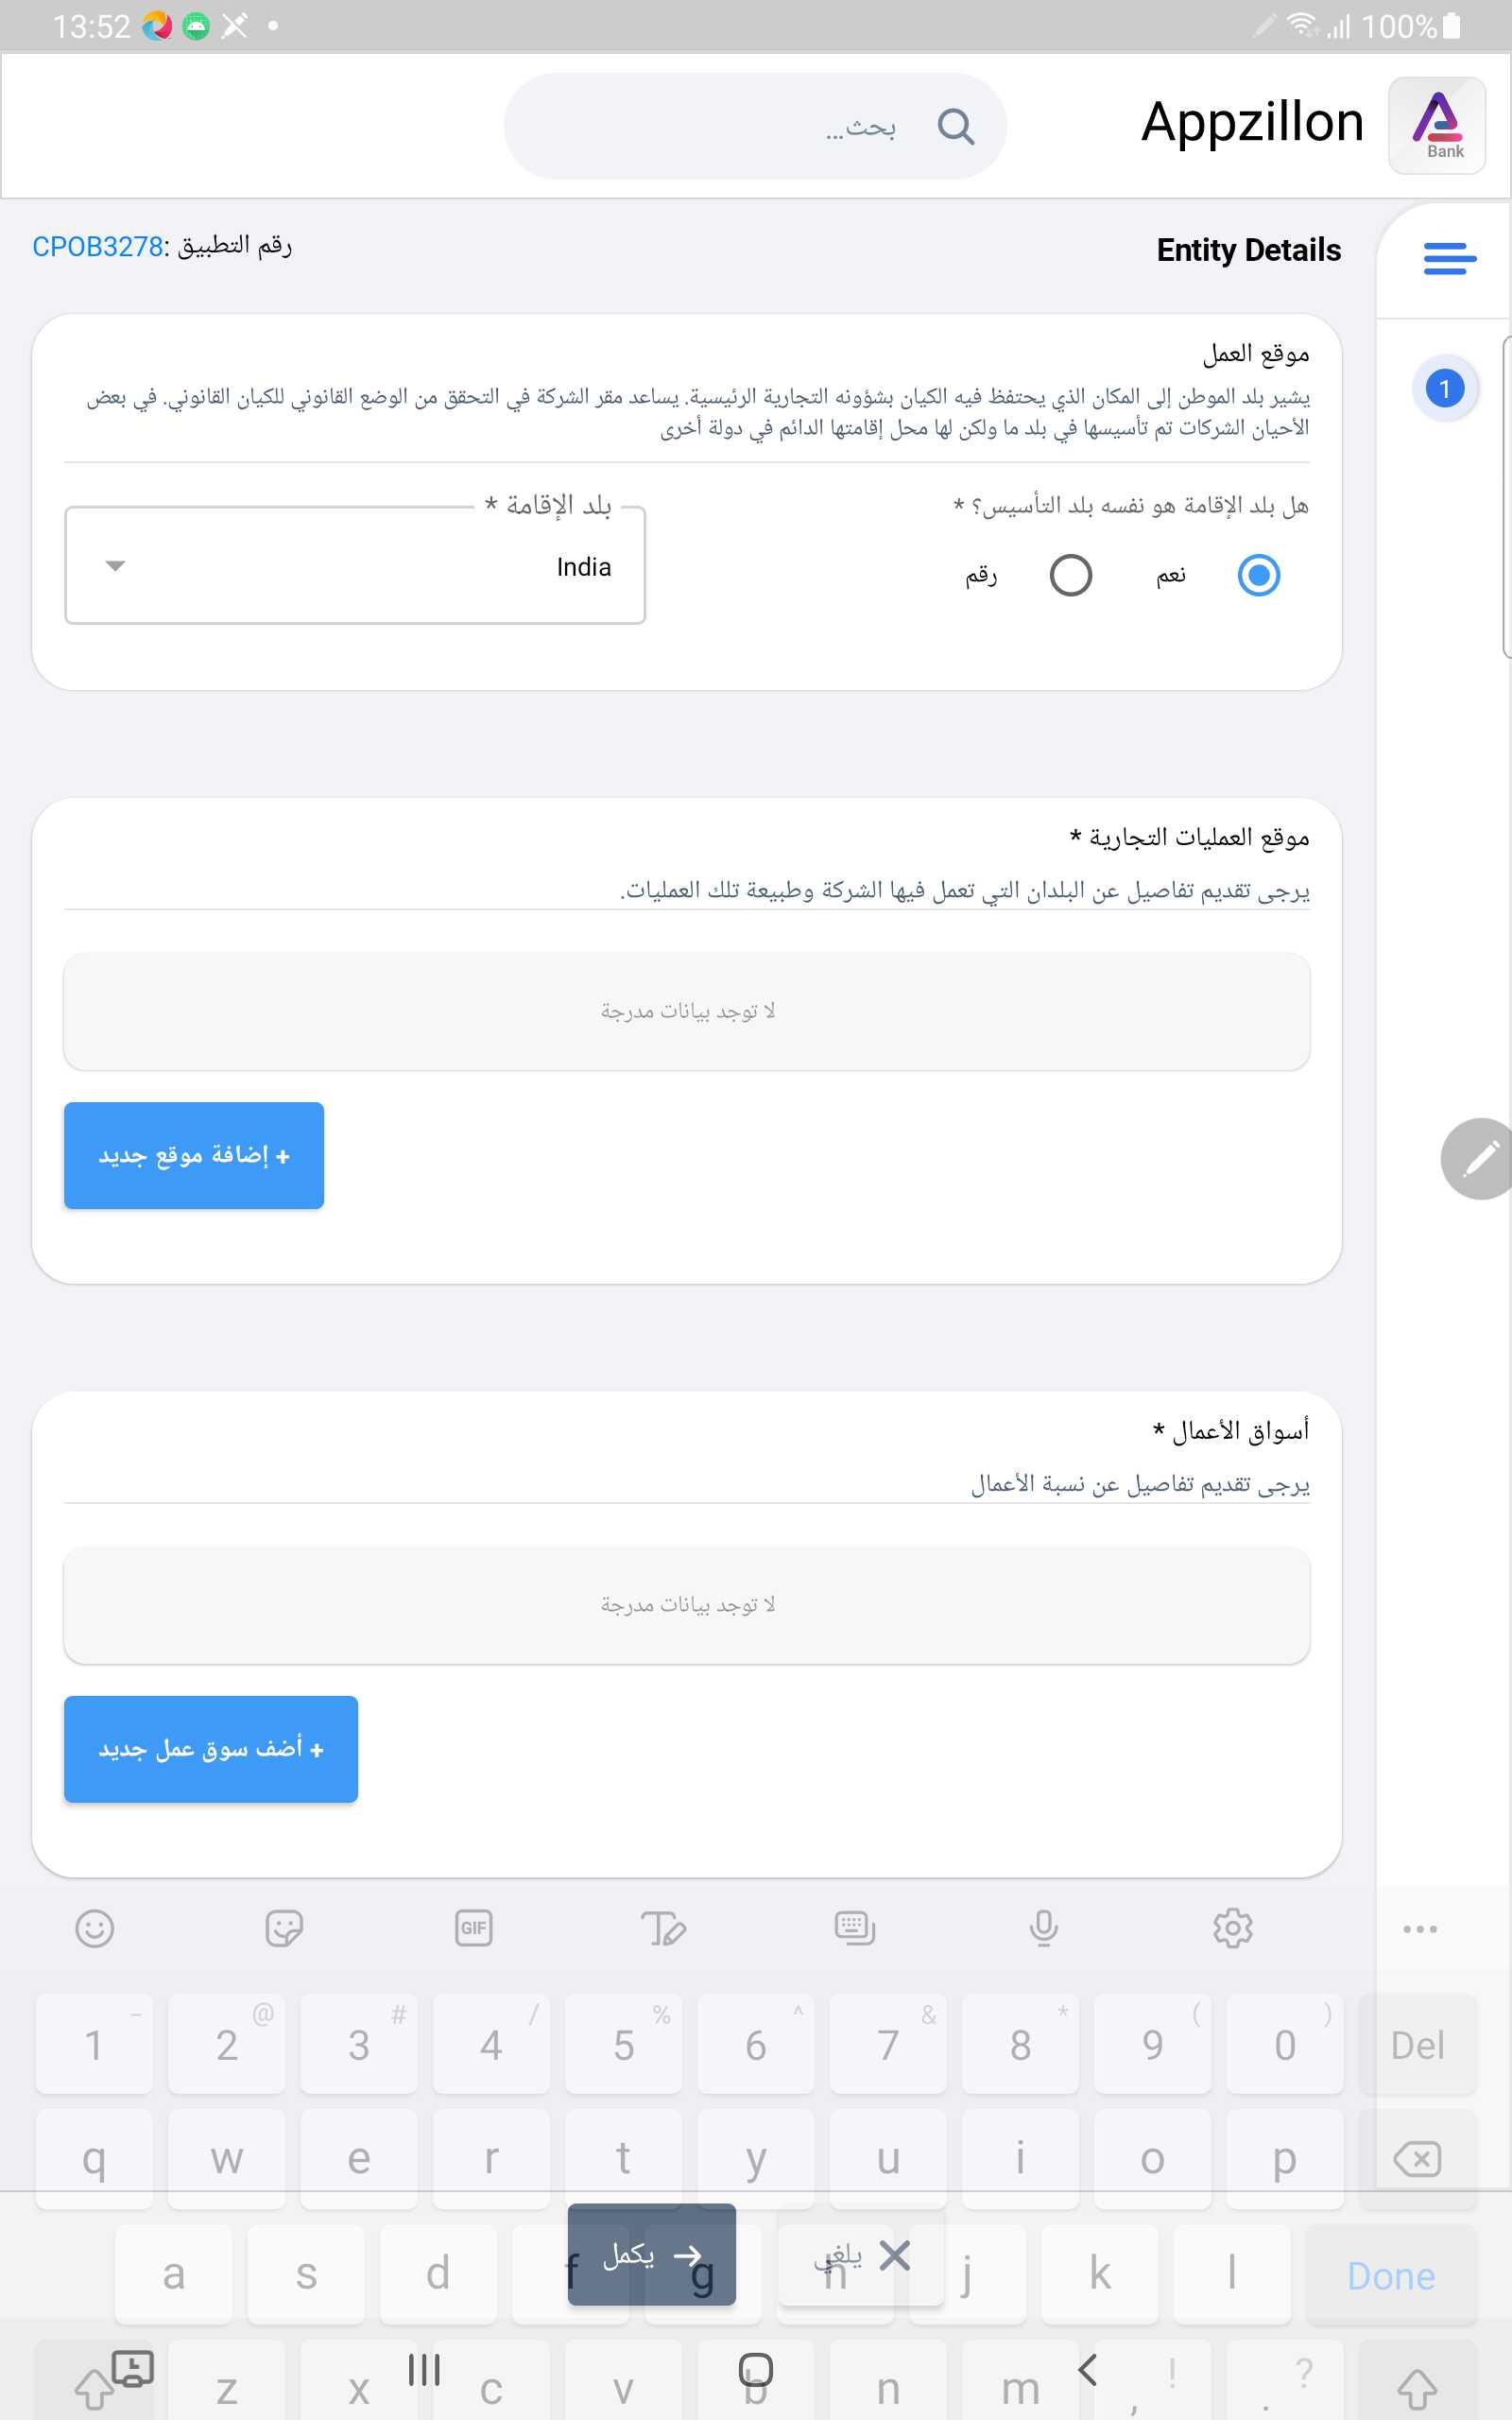 13:52
100%
Appzillon
Bank
بحث...
Entity Details
رقم التطبيق :CPOB3278
1
موقع العمل
يشير بلد الموطن إلى المكان الذي يحتفظ فيه الكيان بشؤونه التجارية الرئيسية. يساعد مقر الشركة في التحقق من الوضع القانوني للكيان القانوني. في بعض
الأحيان الشركات تم تأسيسها في بلد ما ولكن لها محل إقامتها الدائم في دولة أخرى
هل بلد الإقامة هو نفسه بلد التأسيس؟ *
نعم
رقم
بلد الإقامة *
India
موقع العمليات التجارية *
يرجى تقديم تفاصيل عن البلدان التي تعمل فيها الشركة وطبيعة تلك العمليات.
لا توجد بيانات مدرجة
+ إضافة موقع جديد
أسواق الأعمال *
يرجى تقديم تفاصيل عن نسبة الأعمال
لا توجد بيانات مدرجة
+ أضف سوق عمل جديد
GIF
1 2 3 4 5 6 7 8 9 0 Del
– @ # / % ^ & * ( )
q w e r t y u i o p
a s d f g h j k l Done
يلغي
يكمل
z x c v b n m , ! . ?